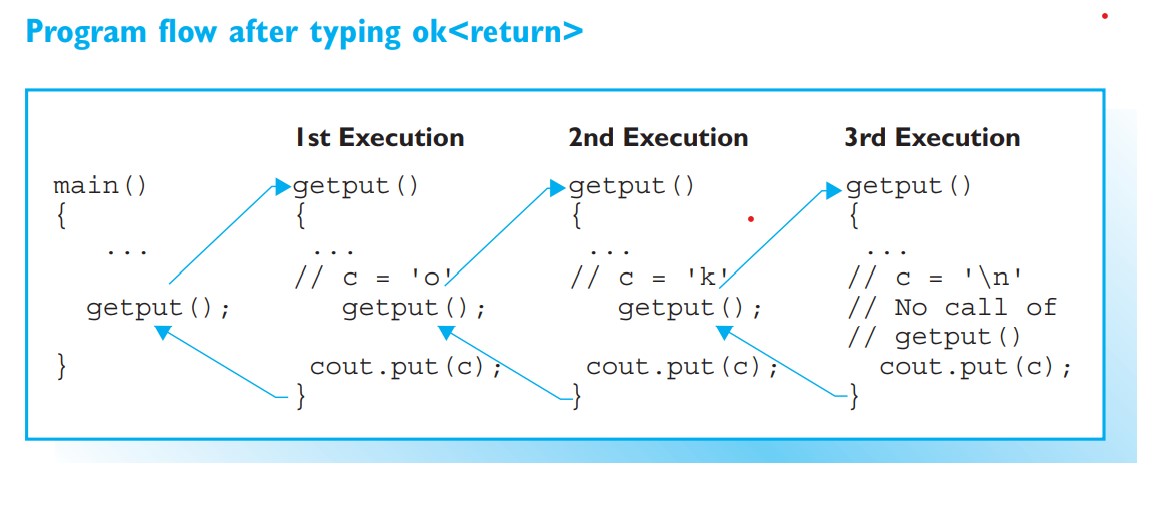 Program flow after typing ok<return>
1st Execution
2nd Execution
3rd Execution
main()
{
...
getput();
}
getput()
{
...
// c = 'o'
getput();
cout.put(c);
}
getput()
{
...
// c = 'k'
getput();
cout.put(c);
}
getput()
{
...
// c = '\n'
// No call of
// getput()
cout.put(c);
}